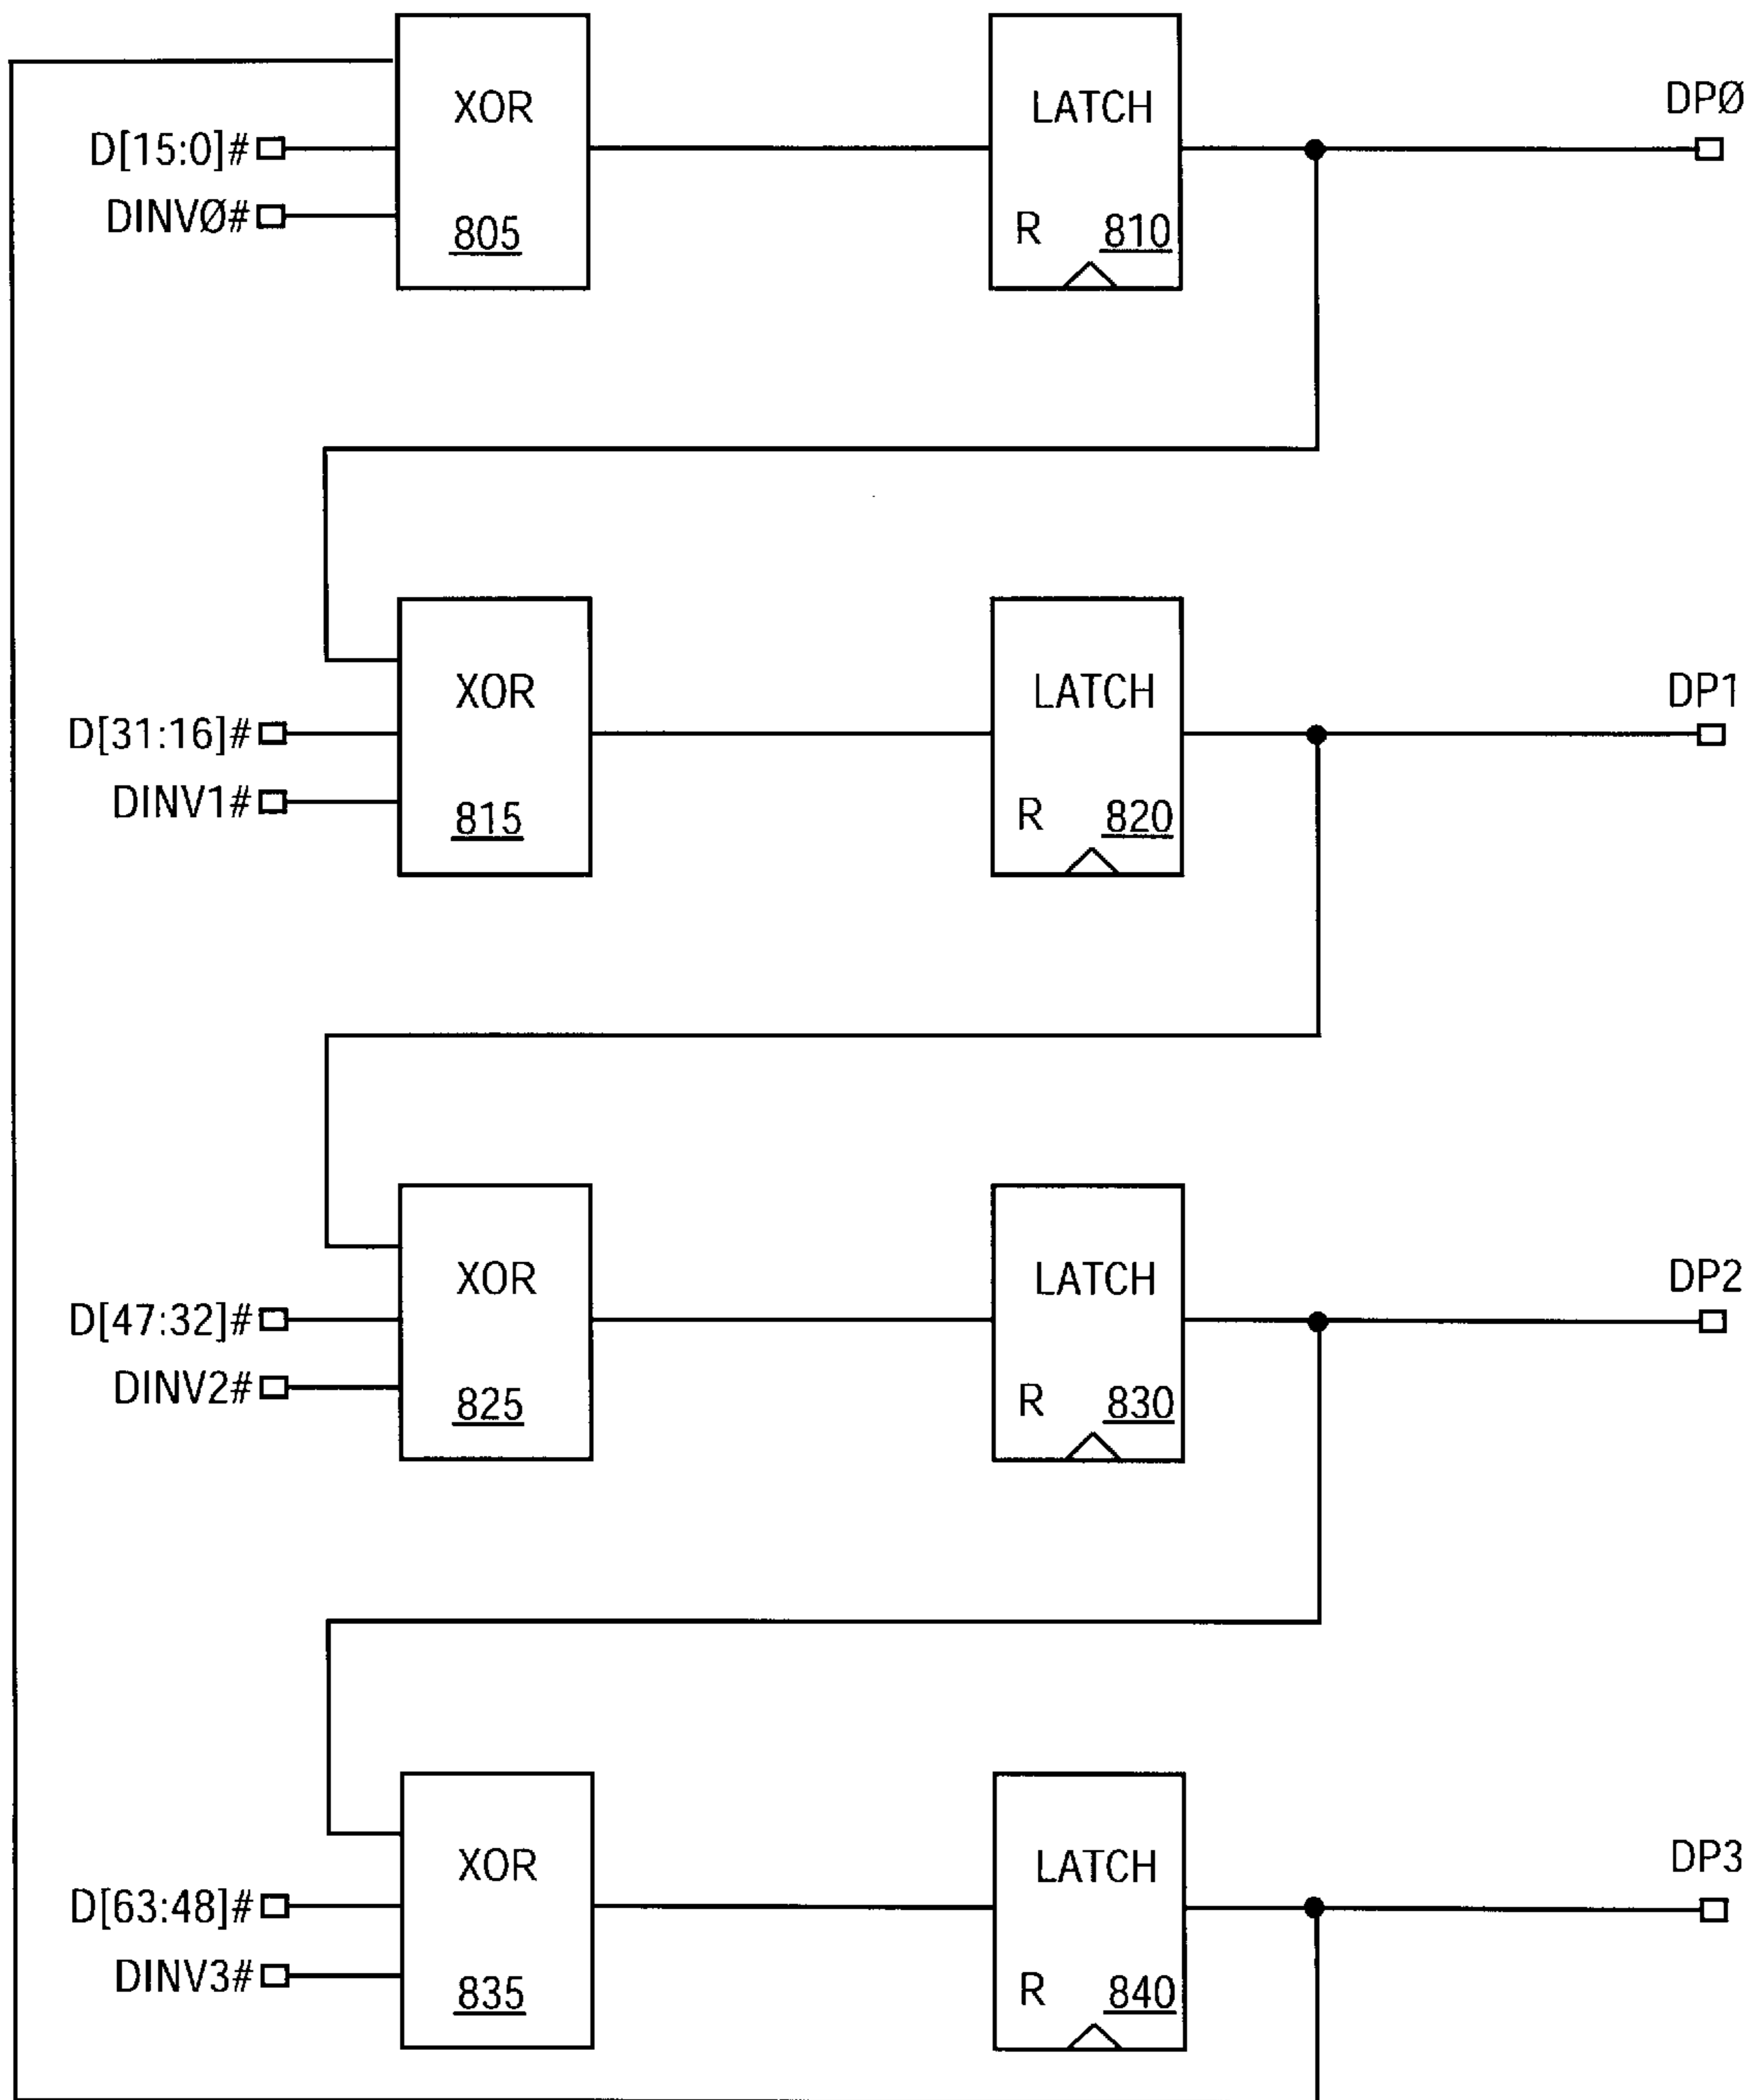 XOR
LATCH
DPØ
D[15:0]#
DINVØ#
805
R
810
XOR
LATCH
DP1
D[31:16]#
DINV1#
815
R
820
XOR
LATCH
DP2
D[47:32]#
DINV2#
825
R
830
XOR
LATCH
DP3
D[63:48]#
DINV3#
835
R
840